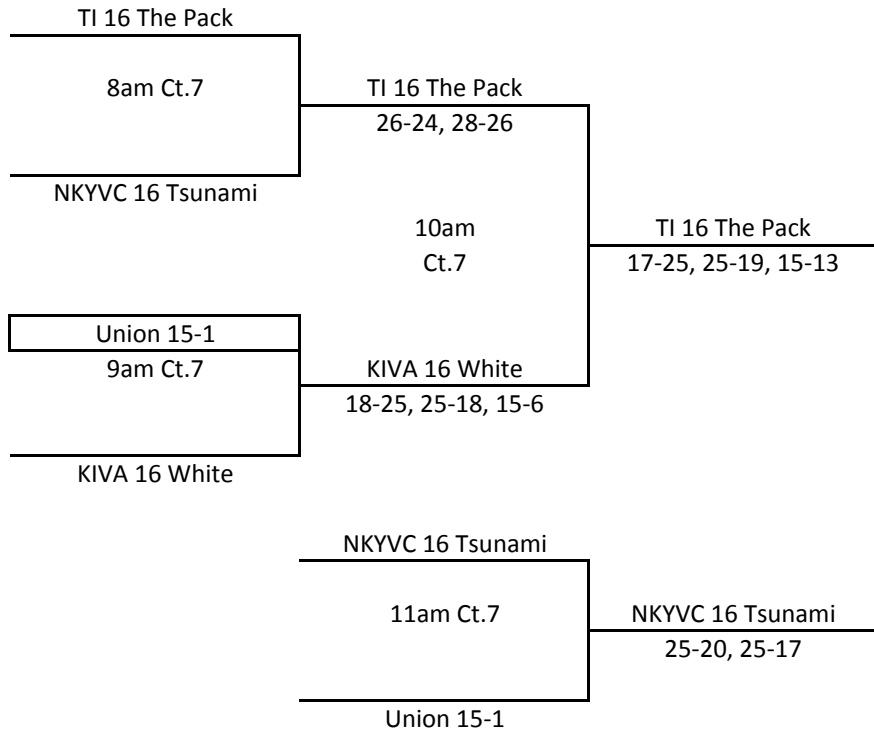 TI 16 The Pack
8am Ct.7
TI 16 The Pack
26-24, 28-26
NKYVC 16 Tsunami
10am
Ct.7
TI 16 The Pack
17-25, 25-19, 15-13
Union 15-1
9am Ct.7
KIVA 16 White
18-25, 25-18, 15-6
KIVA 16 White
NKYVC 16 Tsunami
11am Ct.7
NKYVC 16 Tsunami
25-20, 25-17
Union 15-1